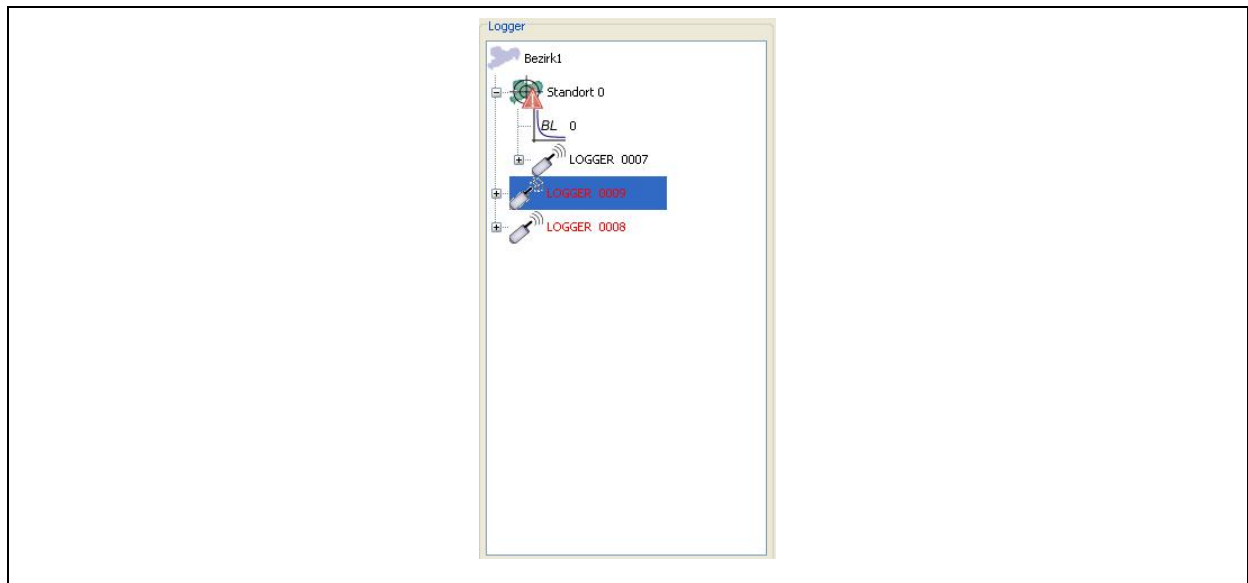 Logger
Bezirk1
Standort 0
BL 0
LOGGER 0007
LOGGER 0009
LOGGER 0008